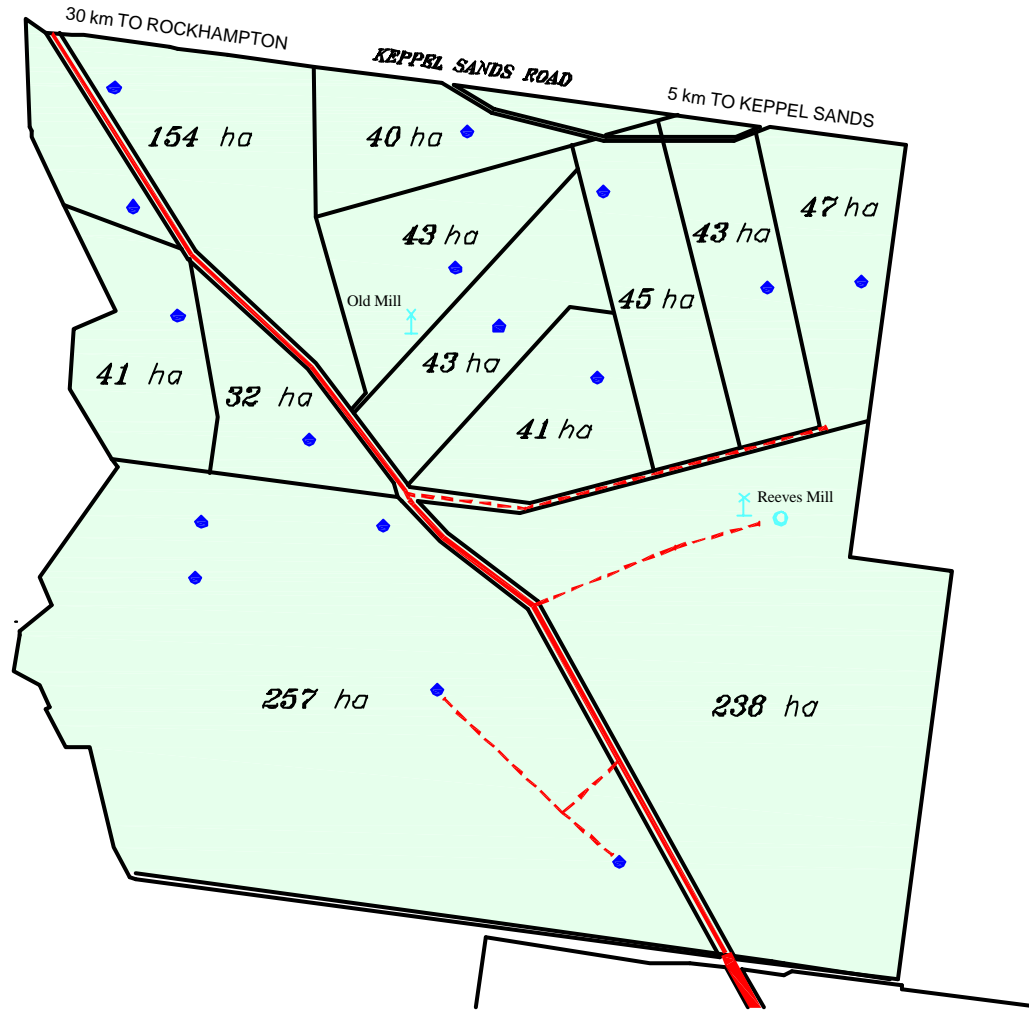 30 km TO ROCKHAMPTON
KEPPEL SANDS ROAD
5 km TO KEPPEL SANDS
154 ha
40 ha
47 ha
43 ha
43 ha
45 ha
Old Mill
43 ha
41 ha
32 ha
41 ha
Reeves Mill
257 ha
238 ha